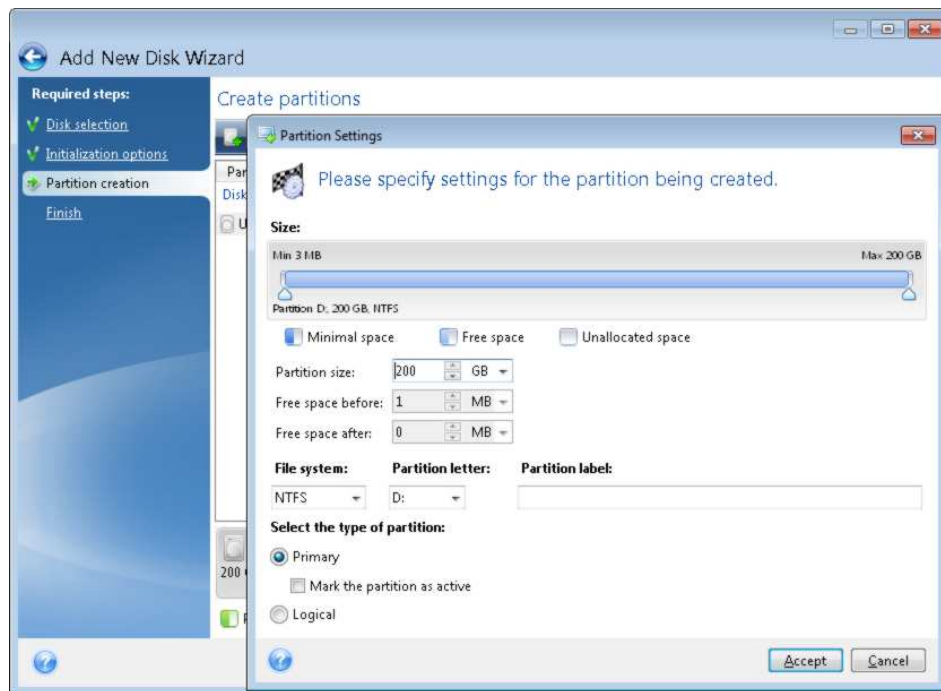 Add New Disk Wizard
Required steps:
Disk selection
Initialization options
Partition creation
Finish
Create partitions
Par
Disk
U
200
Partition Settings
Please specify settings for the partition being created.
Size:
Min 3 MB Max 200 GB
Partition D:, 200 GB, NTFS
Minimal space Free space Unallocated space
Partition size: 200 GB
Free space before: 1 MB
Free space after: 0 MB
File system: Partition letter: Partition label:
NTFS D:
Select the type of partition:
Primary
Mark the partition as active
Logical
Accept Cancel